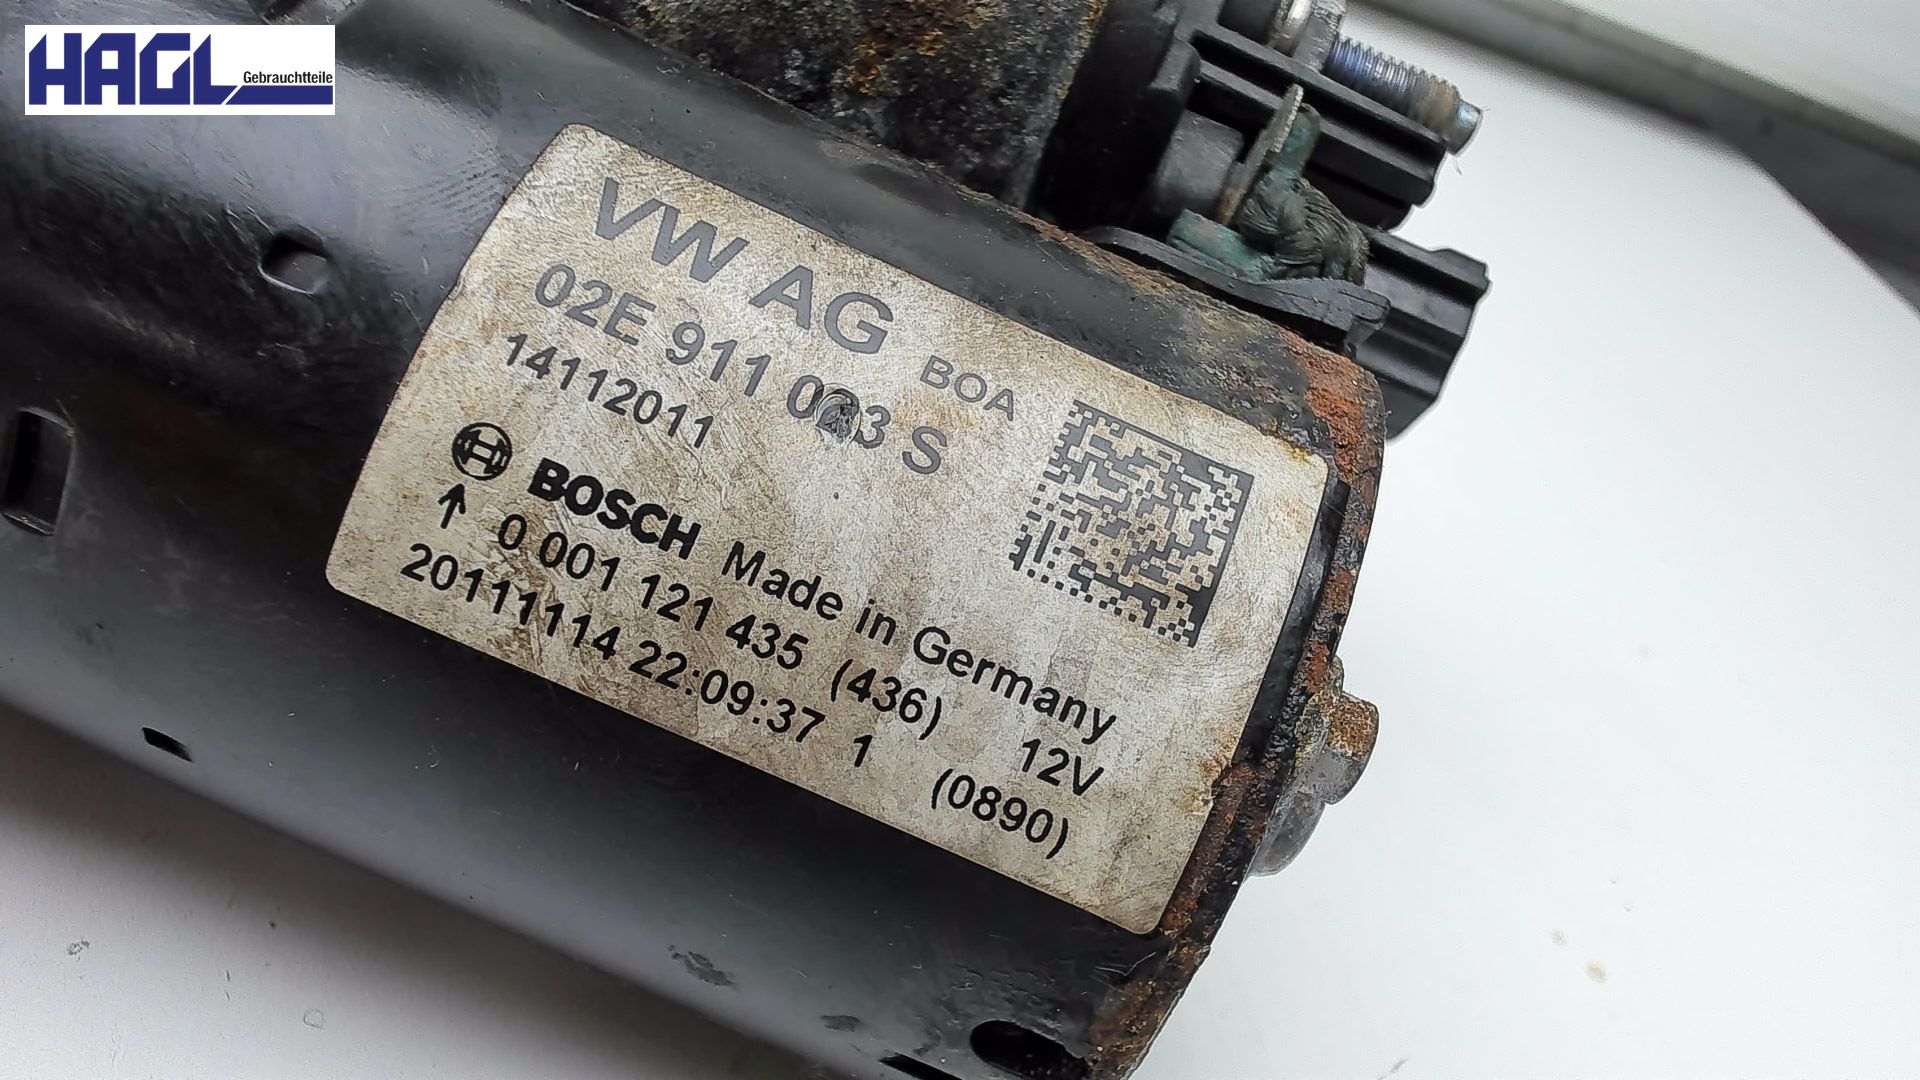 HAGL
Gebrauchtteile
VW AG BOA
02E 911 023 S
14112011
BOSCH Made in Germany
↑ 0 001 121 435 (436) 12V
20111114 22:09:37 1 (0890)